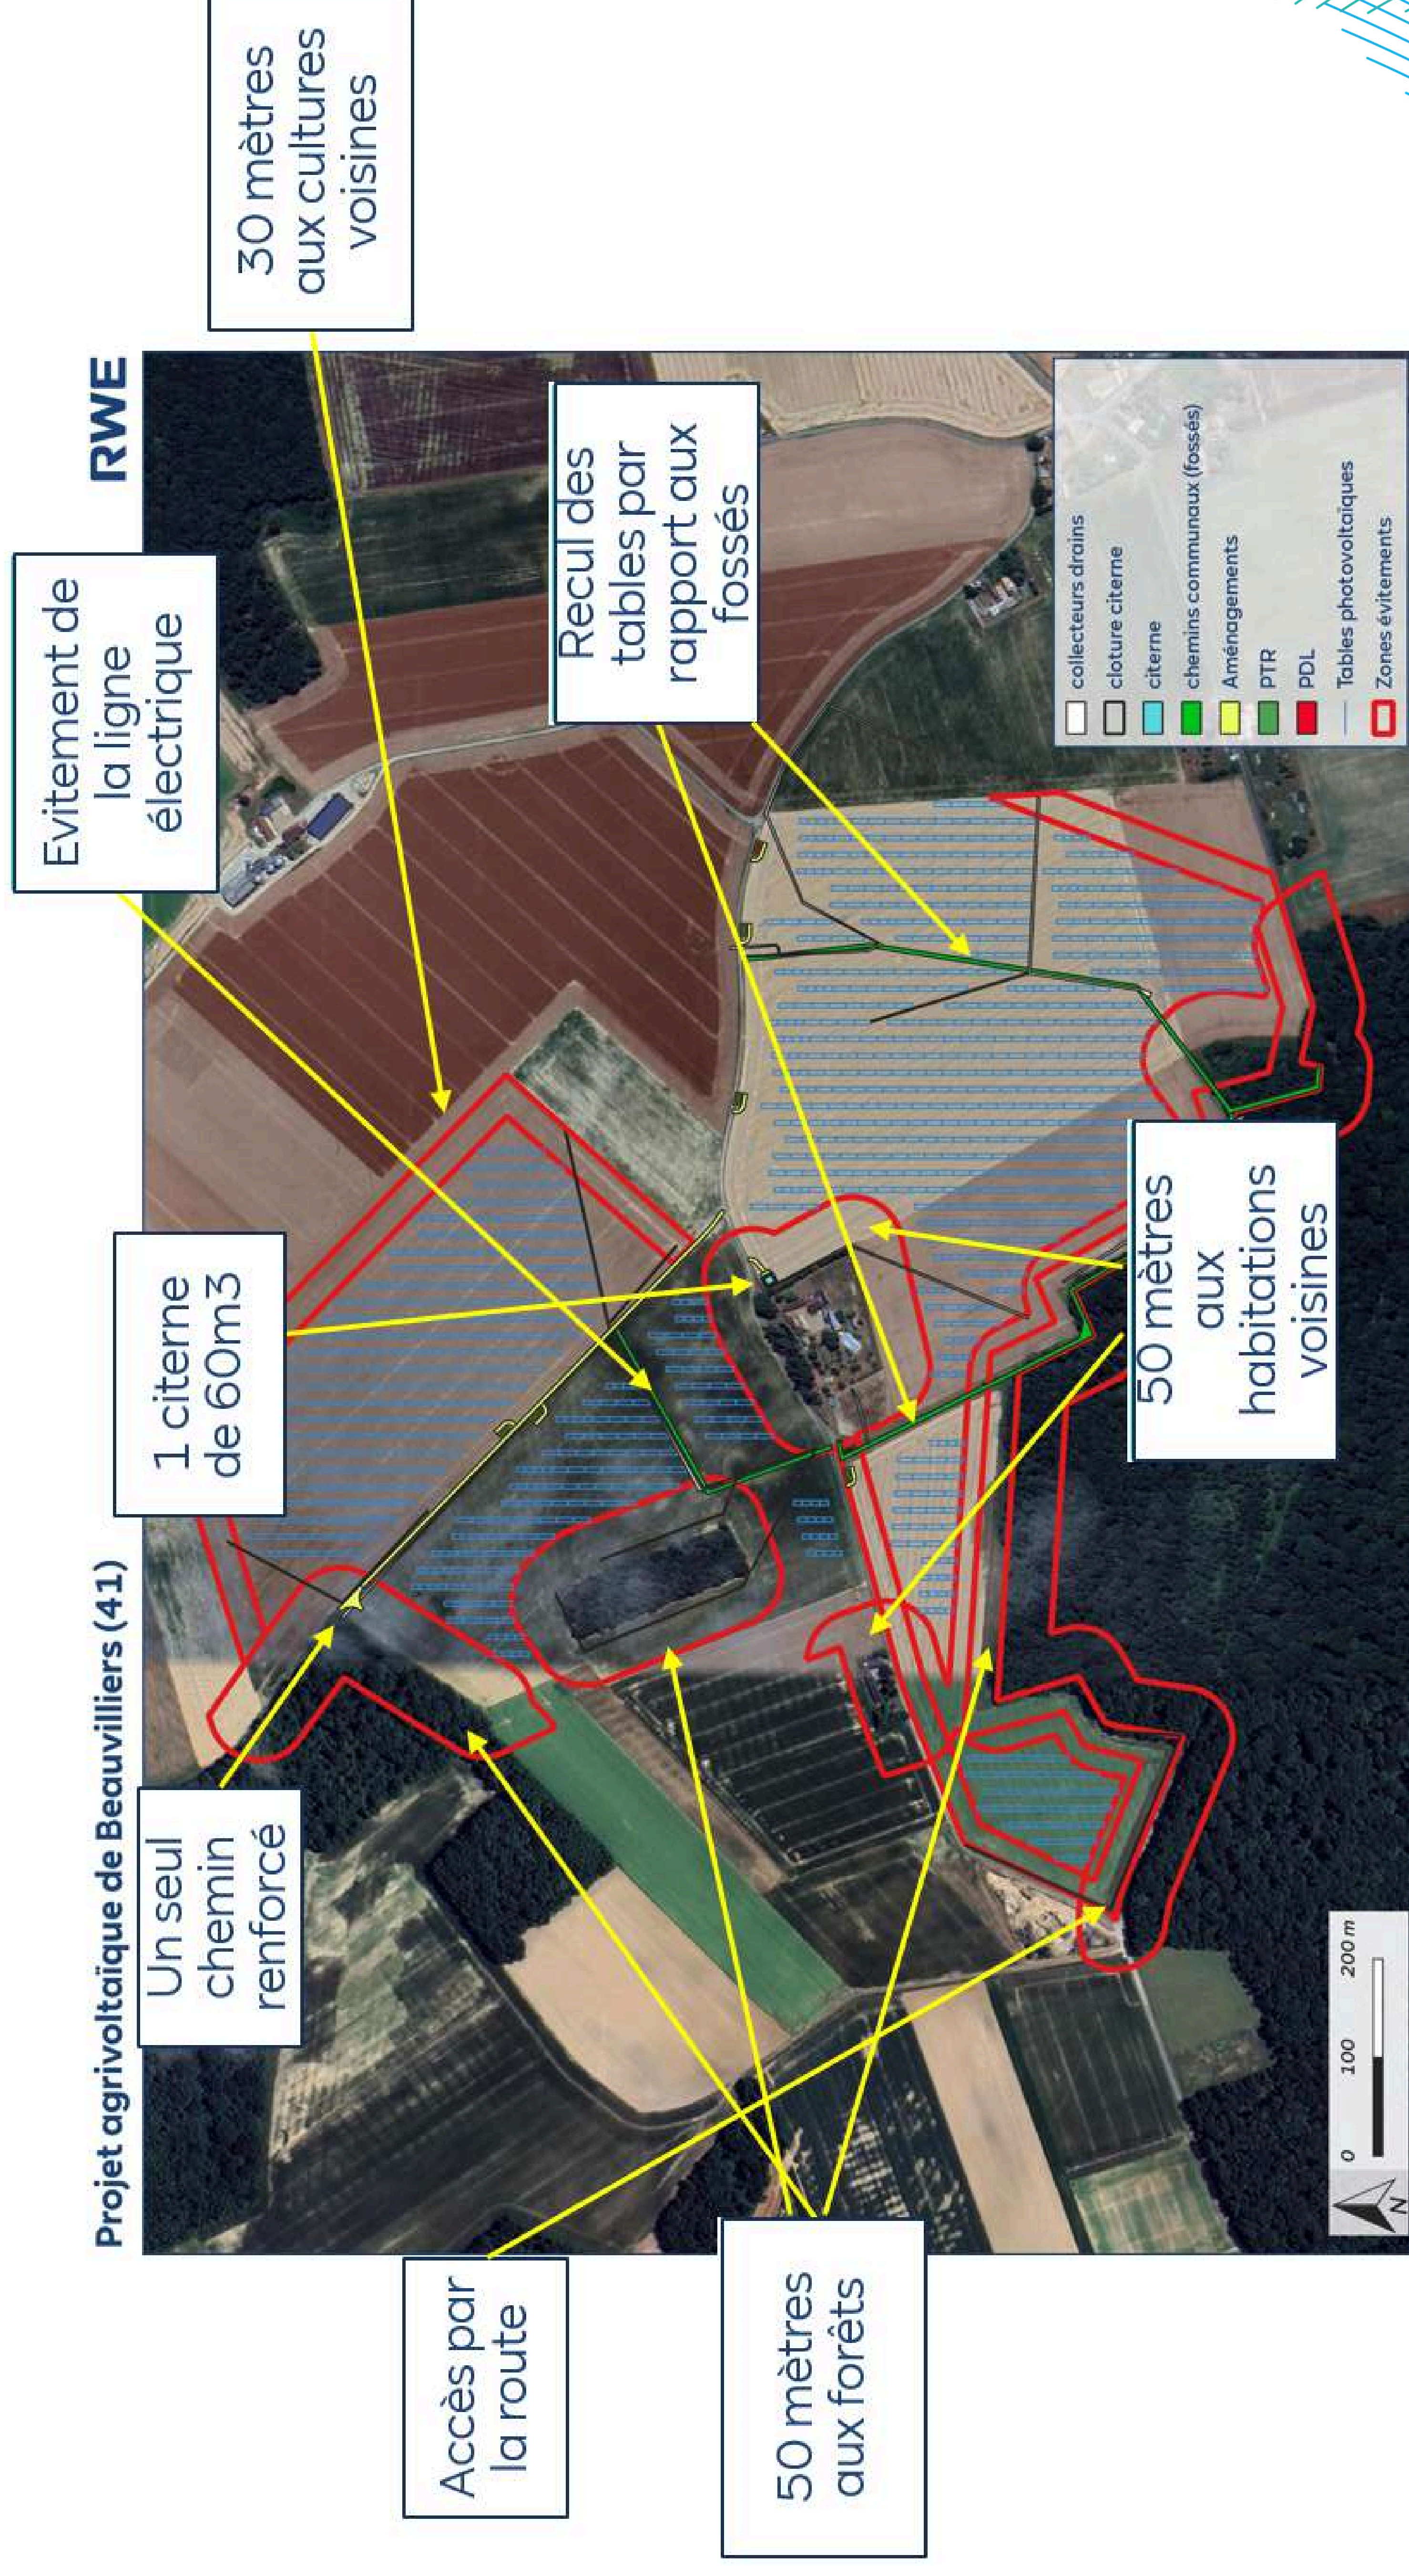 Projet agrivoltaïque de Beauvilliers (41)
RWE
Accès par
la route
50 mètres
aux forêts
Un seul
chemin
renforcé
1 citerne
de 60m3
Evitement de
la ligne
électrique
30 mètres
aux cultures
voisines
Recul des
tables par
rapport aux
fossés
50 mètres
aux
habitations
voisines
collecteurs drains
cloture citerne
citerne
chemins communaux (fossés)
Aménagements
PTR
PDL
Tables photovoltaïques
Zones évitements
N
0 100 200 m